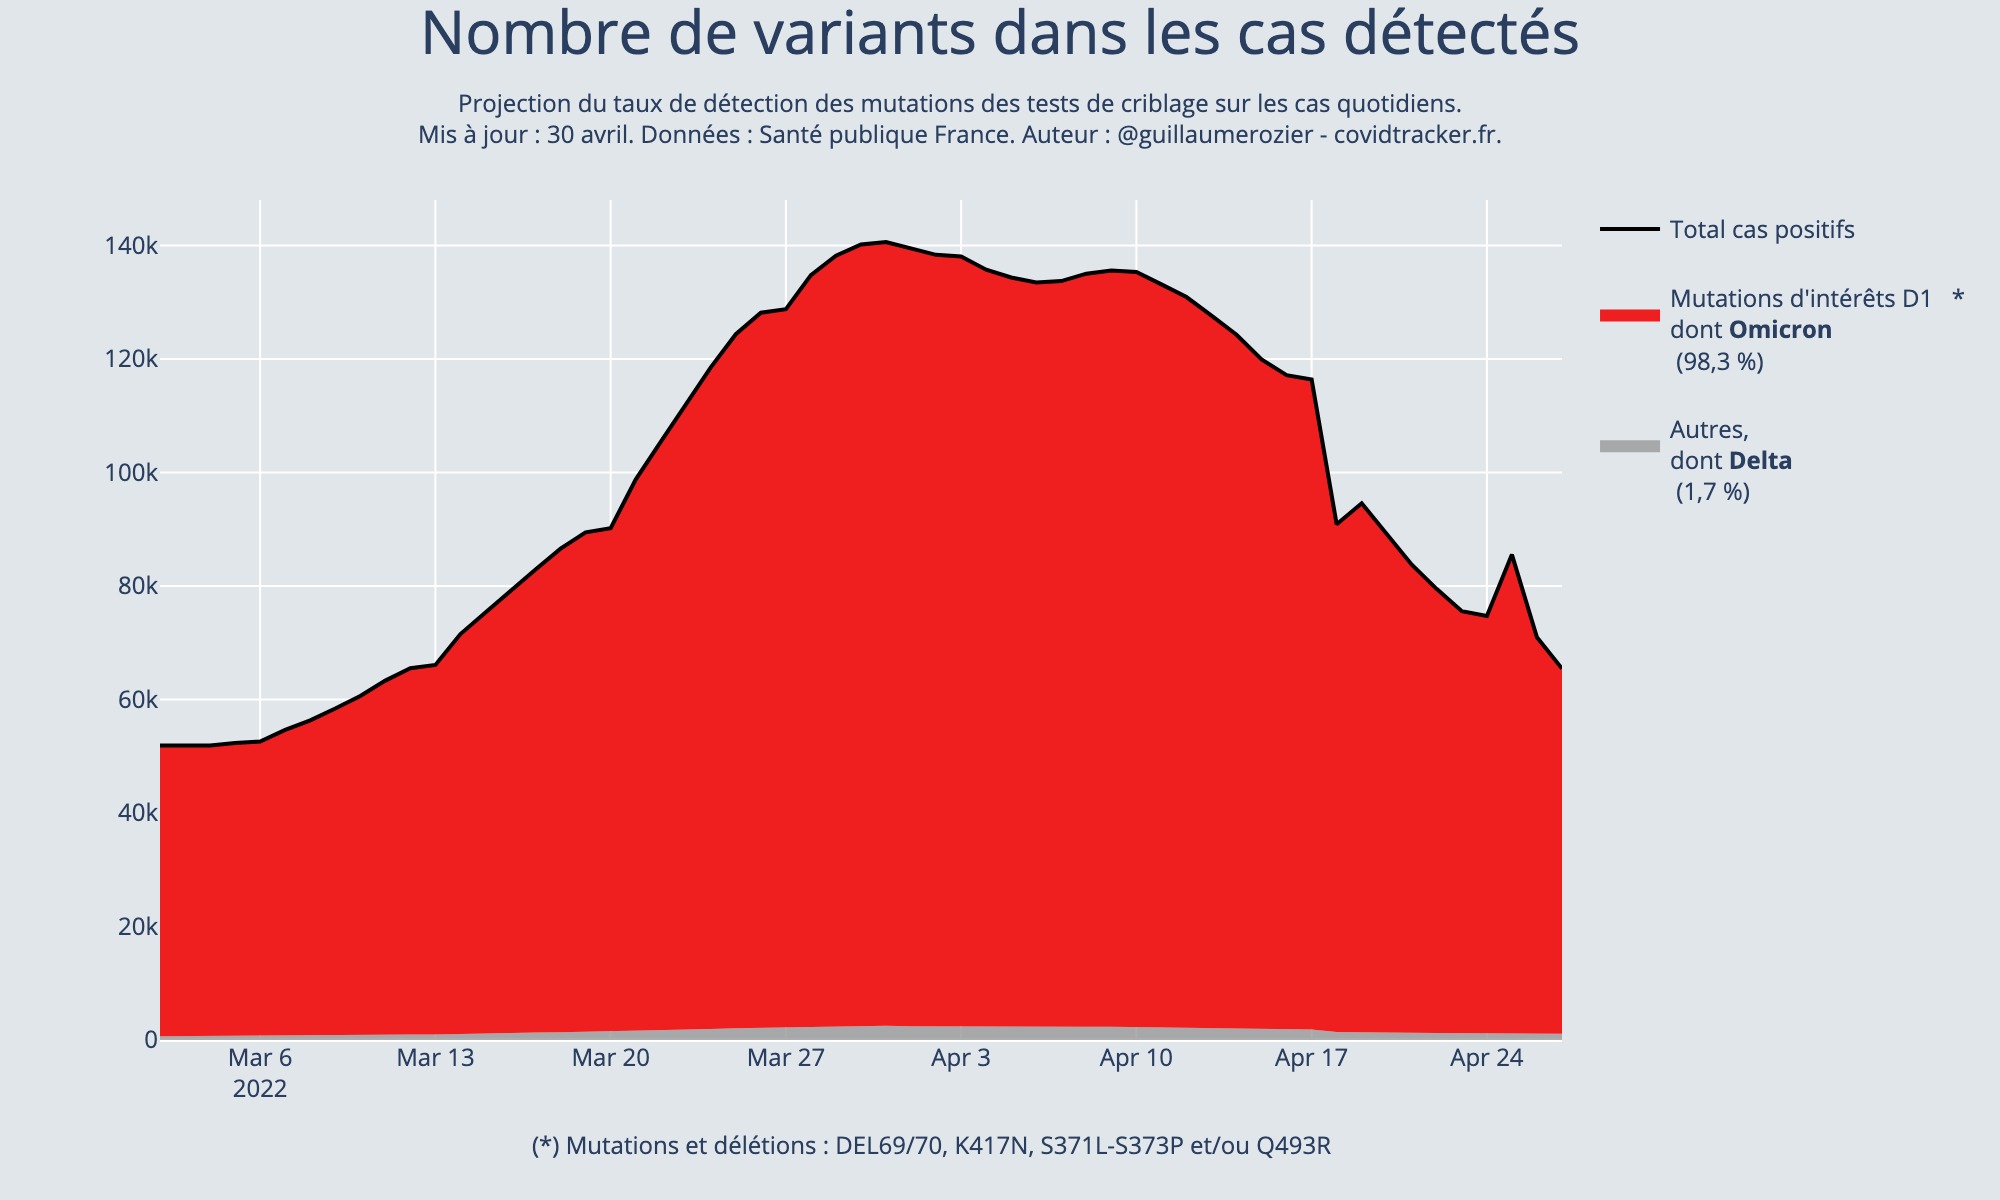 Nombre de variants dans les cas détectés
Projection du taux de détection des mutations des tests de criblage sur les cas quotidiens.
Mis à jour : 30 avril. Données : Santé publique France. Auteur : @guillaumerozier - covidtracker.fr.
140k
120k
100k
80k
60k
40k
20k
0
Mar 6
2022
Mar 13
Mar 20
Mar 27
Apr 3
Apr 10
Apr 17
Apr 24
Total cas positifs
Mutations d'intérêts D1 *
dont Omicron
(98,3 %)
Autres,
dont Delta
(1,7 %)
(*) Mutations et délétions : DEL69/70, K417N, S371L-S373P et/ou Q493R